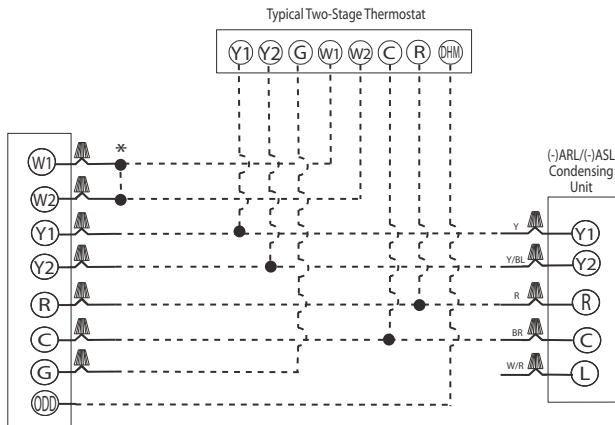 Typical Two-Stage Thermostat
Y1 Y2 G W1 W2 C R DHM
*
W1
W2
Y1
Y2
R
C
G
ODD
(-)ARL/(-)ASL
Condensing
Unit
Y Y1
Y/BL Y2
R R
BR C
W/R L